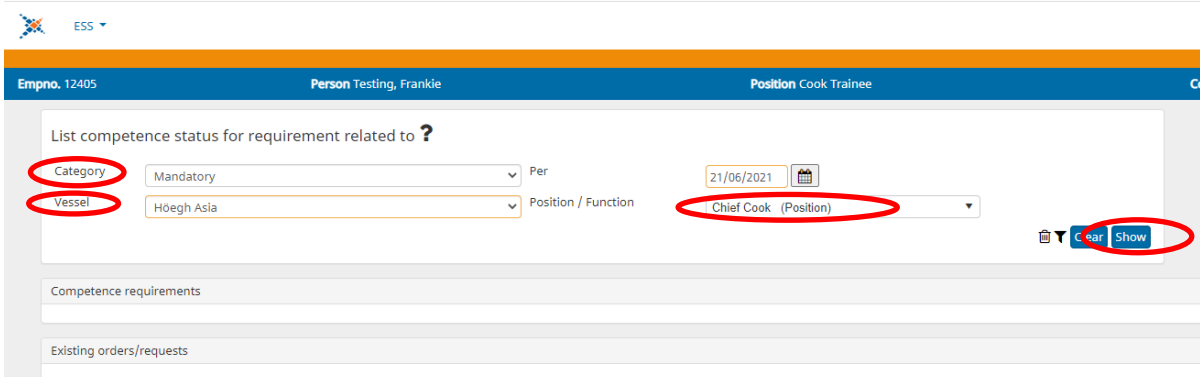 ESS
Empno. 12405 Person Testing, Frankie Position Cook Trainee
List competence status for requirement related to ?
Category Mandatory Per 21/06/2021
Vessel Höegh Asia Position / Function Chief Cook (Position)
Clear Show
Competence requirements
Existing orders/requests